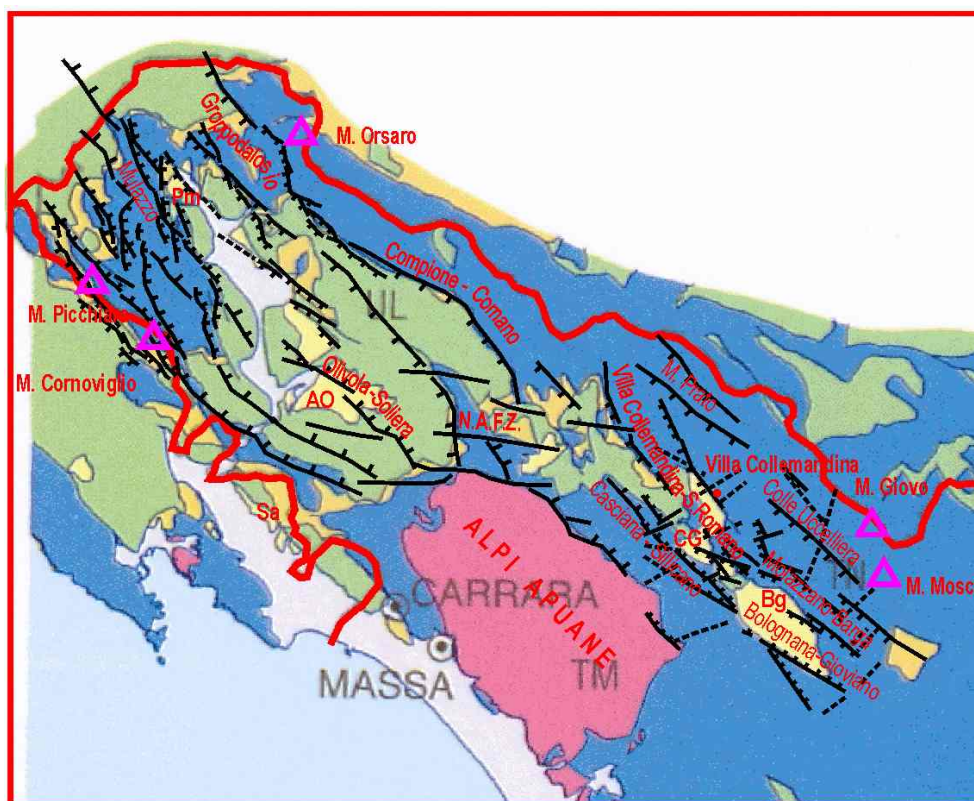 M. Orsaro
Groppodalosio
Mulazzo
Pm
Compione - Comano
M. Picchiara
UL
M. Cornoviglio
Olivola-Soliera
AO
N.A.F.Z.
M. Prato
Villa Collemandina-S.Romano
Villa Collemandina
Colle Uccelliera
M. Giovo
Sa
CG
Casciana - Sillicano
Molazzano-Barga
TN
M. Mosc
ALPI APUANE
CARRARA
Bg
Bolognana-Gioviano
MASSA
TM